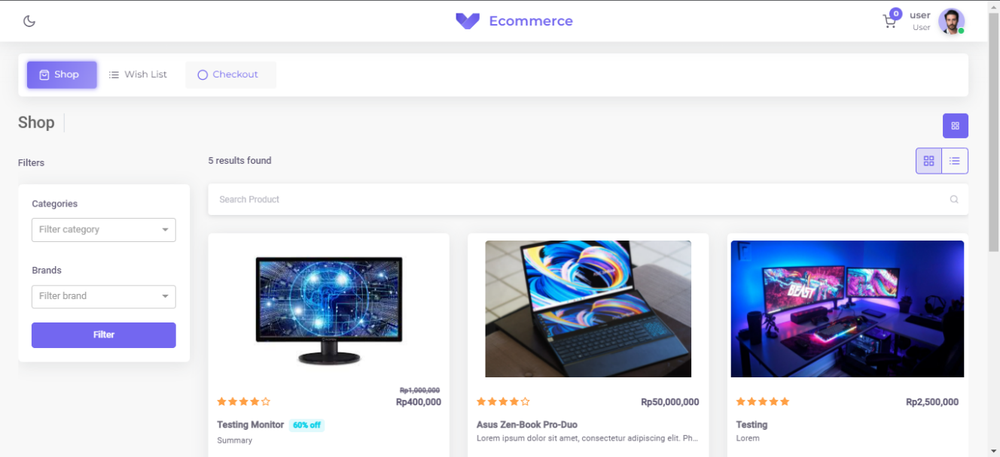 Ecommerce
0
user
User
Shop
Wish List
Checkout
Shop
Filters
5 results found
Categories
Filter category
Search Product
Brands
Filter brand
Filter
BEAST
Rp1,000,000
Rp400,000
Rp50,000,000
Rp2,500,000
Testing Monitor 60% off
Summary
Asus Zen-Book Pro-Duo
Lorem ipsum dolor sit amet, consectetur adipiscing elit. Ph...
Testing
Lorem